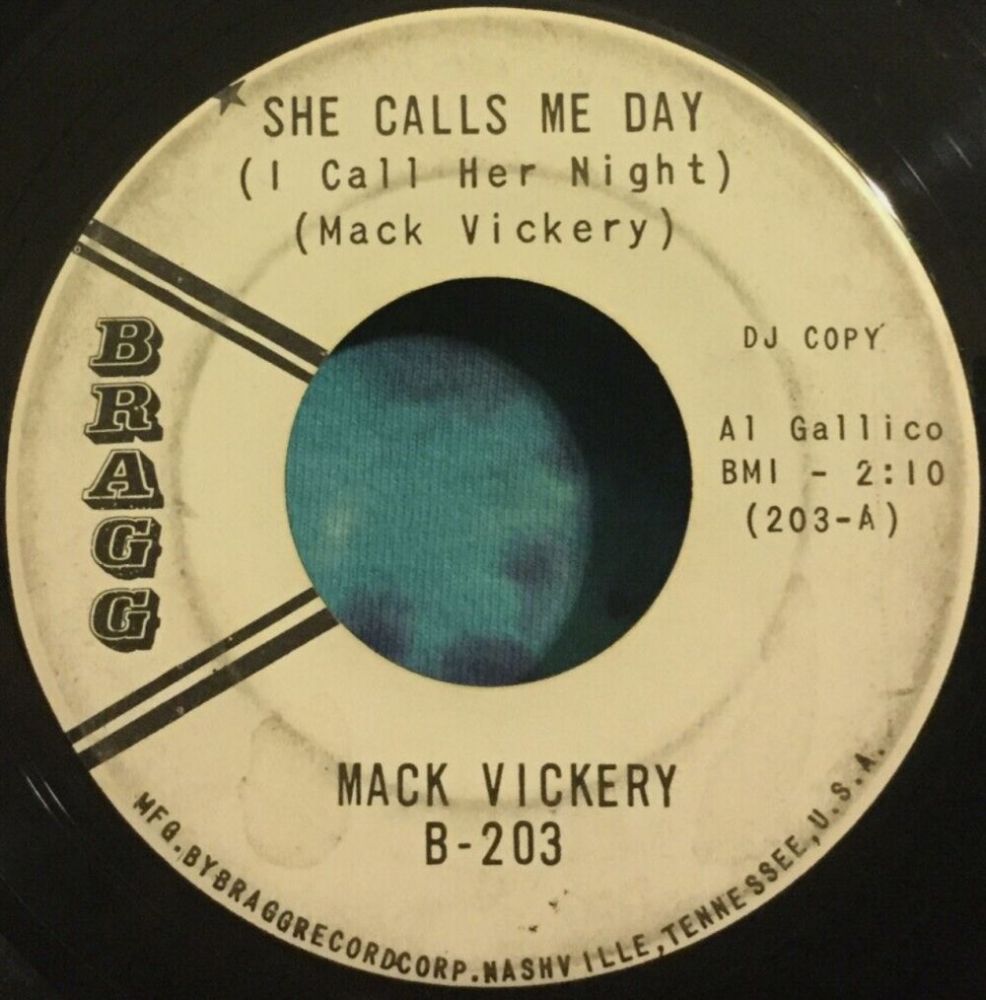 SHE CALLS ME DAY
(I Call Her Night)
(Mack Vickery)
BRAGG
DJ COPY
Al Gallico
BMI - 2:10
(203-A)
MACK VICKERY
B-203
MFG.BYBRAGGRECORDCORP.NASHVILLE,TENNESSEE,U.S.A.